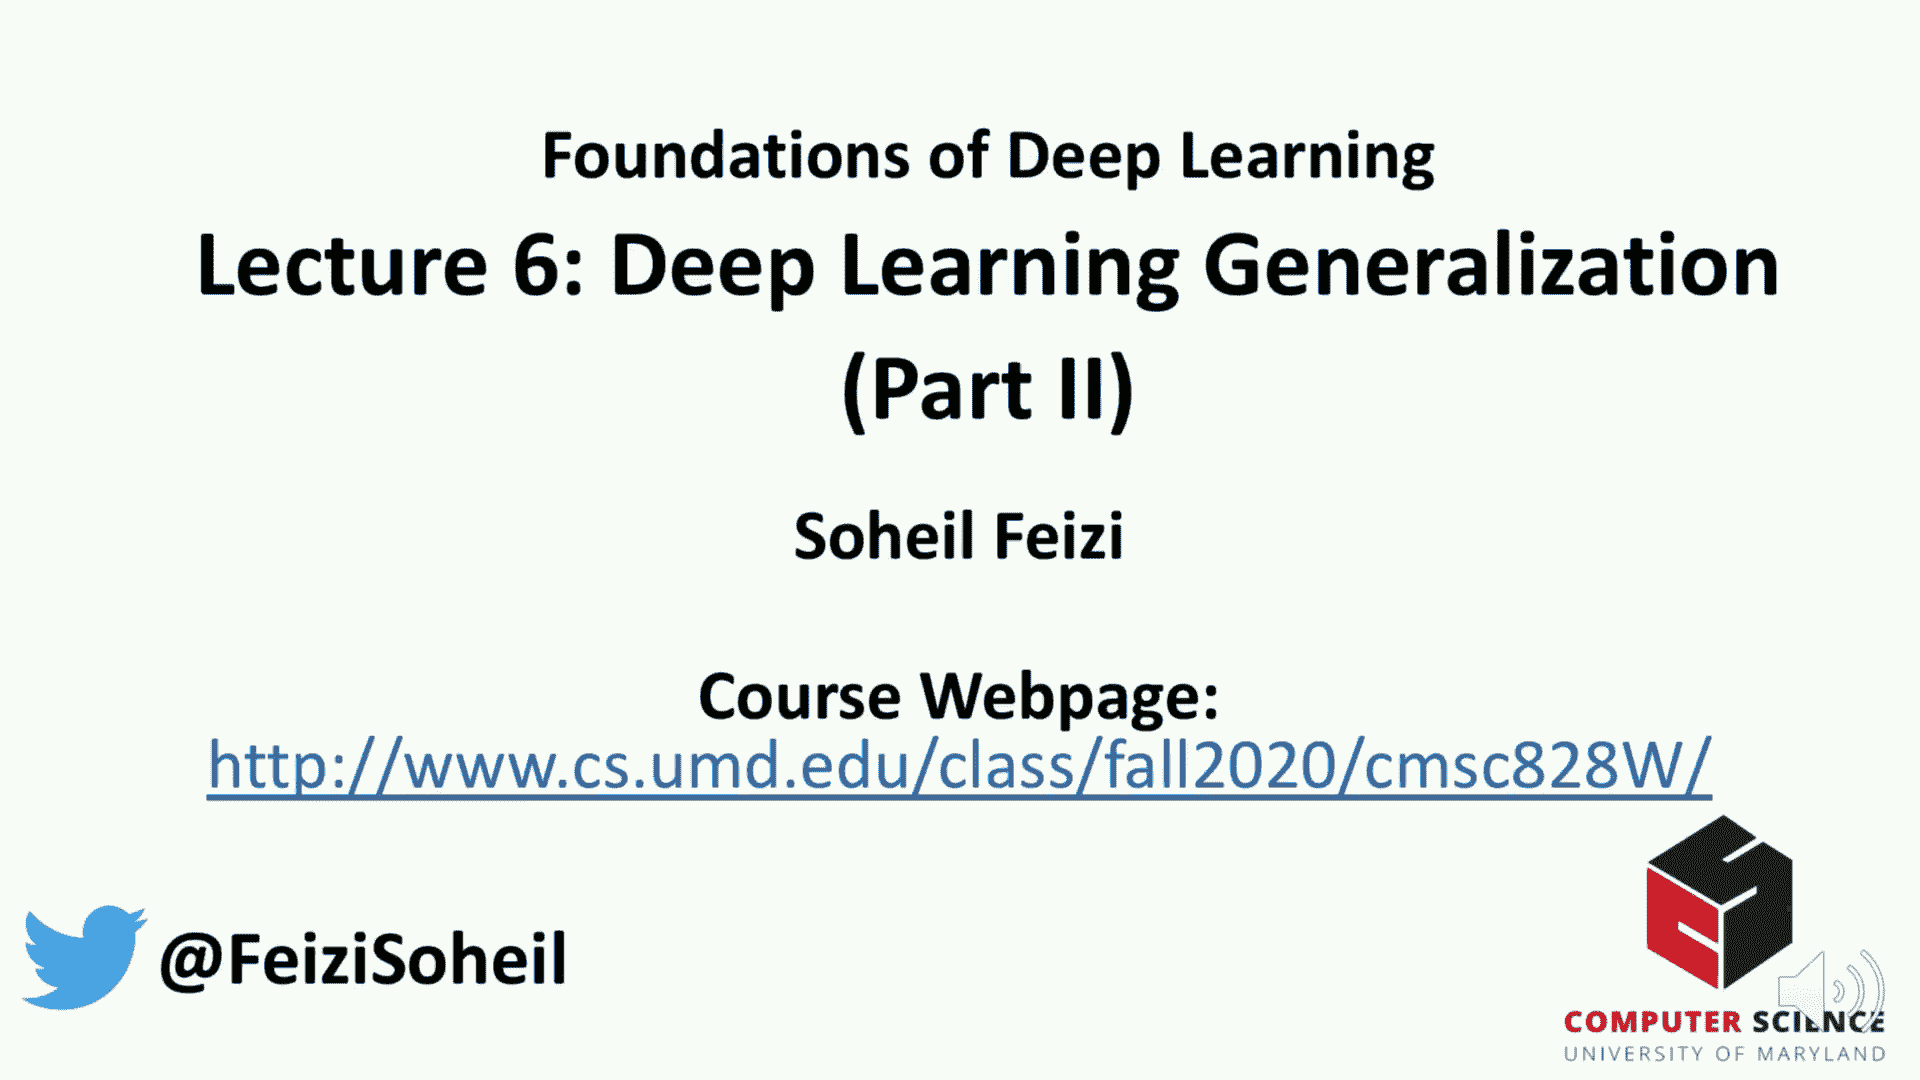 Foundations of Deep Learning
Lecture 6: Deep Learning Generalization
(Part II)
Soheil Feizi
Course Webpage:
http://www.cs.umd.edu/class/fall2020/cmsc828W/
@FeiziSoheil
COMPUTER SCIENCE
UNIVERSITY OF MARYLAND